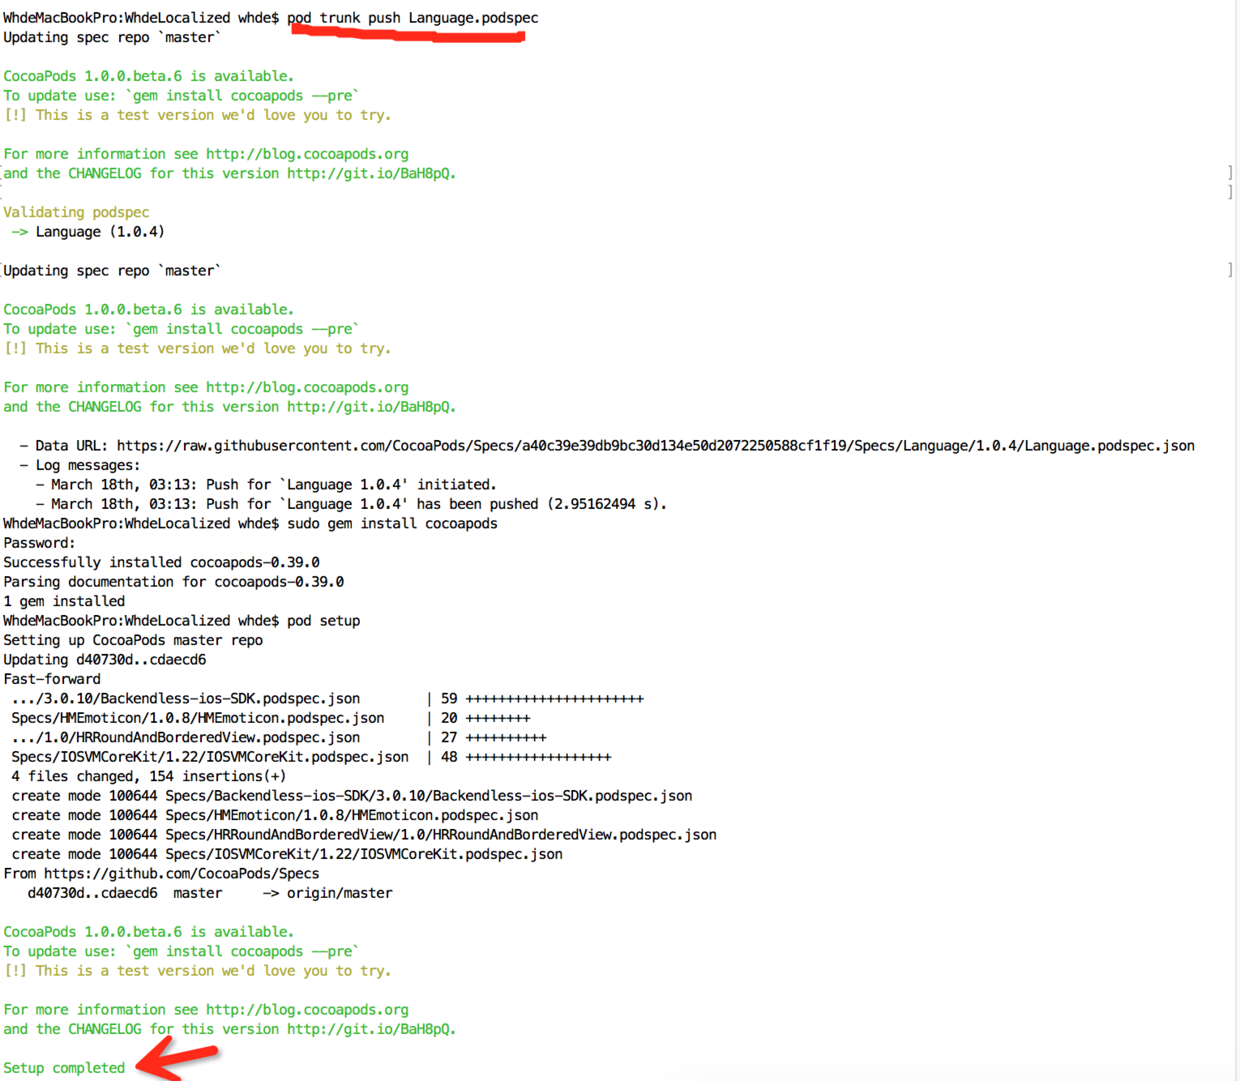 WhdeMacBookPro:WhdeLocalized whde$ pod trunk push Language.podspec
Updating spec repo `master`
CocoaPods 1.0.0.beta.6 is available.
To update use: `gem install cocoapods --pre`
[!] This is a test version we'd love you to try.
For more information see http://blog.cocoapods.org
[and the CHANGELOG for this version http://git.io/BaH8pQ. ]
[ ]
Validating podspec
-> Language (1.0.4)
[Updating spec repo `master` ]
CocoaPods 1.0.0.beta.6 is available.
To update use: `gem install cocoapods --pre`
[!] This is a test version we'd love you to try.
For more information see http://blog.cocoapods.org
and the CHANGELOG for this version http://git.io/BaH8pQ.
- Data URL: https://raw.githubusercontent.com/CocoaPods/Specs/a40c39e39db9bc30d134e50d2072250588cf1f19/Specs/Language/1.0.4/Language.podspec.json
- Log messages:
- March 18th, 03:13: Push for `Language 1.0.4' initiated.
- March 18th, 03:13: Push for `Language 1.0.4' has been pushed (2.95162494 s).
WhdeMacBookPro:WhdeLocalized whde$ sudo gem install cocoapods
Password:
Successfully installed cocoapods-0.39.0
Parsing documentation for cocoapods-0.39.0
1 gem installed
WhdeMacBookPro:WhdeLocalized whde$ pod setup
Setting up CocoaPods master repo
Updating d40730d..cdaecd6
Fast-forward
.../3.0.10/Backendless-ios-SDK.podspec.json | 59 ++++++++++++++++++++++
Specs/HMEmoticon/1.0.8/HMEmoticon.podspec.json | 20 ++++++++
.../1.0/HRRoundAndBorderedView.podspec.json | 27 ++++++++++
Specs/IOSVMCoreKit/1.22/IOSVMCoreKit.podspec.json | 48 ++++++++++++++++++
4 files changed, 154 insertions(+)
create mode 100644 Specs/Backendless-ios-SDK/3.0.10/Backendless-ios-SDK.podspec.json
create mode 100644 Specs/HMEmoticon/1.0.8/HMEmoticon.podspec.json
create mode 100644 Specs/HRRoundAndBorderedView/1.0/HRRoundAndBorderedView.podspec.json
create mode 100644 Specs/IOSVMCoreKit/1.22/IOSVMCoreKit.podspec.json
From https://github.com/CocoaPods/Specs
d40730d..cdaecd6 master -> origin/master
CocoaPods 1.0.0.beta.6 is available.
To update use: `gem install cocoapods --pre`
[!] This is a test version we'd love you to try.
For more information see http://blog.cocoapods.org
and the CHANGELOG for this version http://git.io/BaH8pQ.
Setup completed